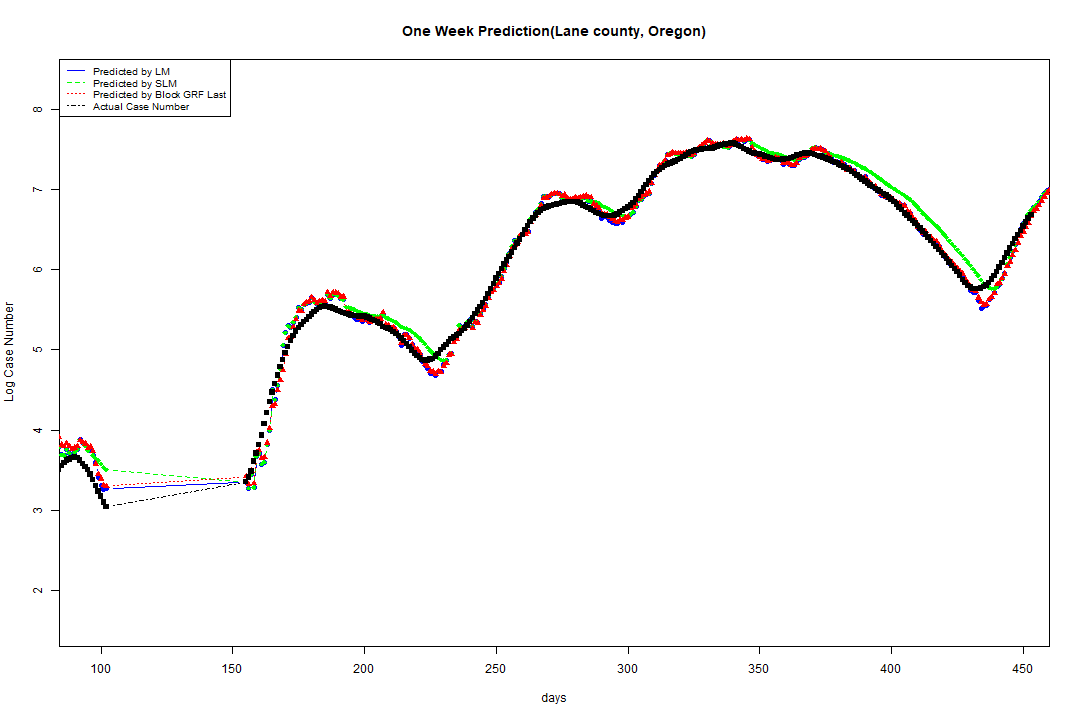 One Week Prediction(Lane county, Oregon)
Predicted by LM
Predicted by SLM
Predicted by Block GRF Last
Actual Case Number
Log Case Number
8
7
6
5
4
3
2
100 150 200 250 300 350 400 450
days